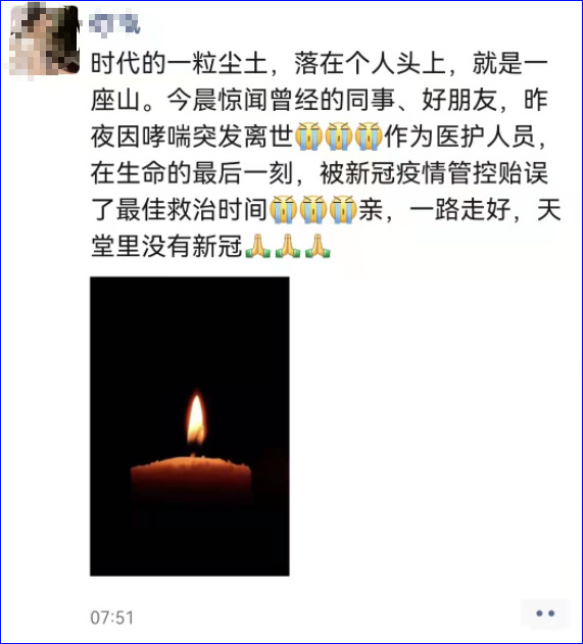 时代的一粒尘土，落在个人头上，就是一
座山。今晨惊闻曾经的同事、好朋友，昨
夜因哮喘突发离世😭😭😭作为医护人员，
在生命的最后一刻，被新冠疫情管控贻误
了最佳救治时间😭😭😭亲，一路走好，天
堂里没有新冠🙏🙏🙏
07:51